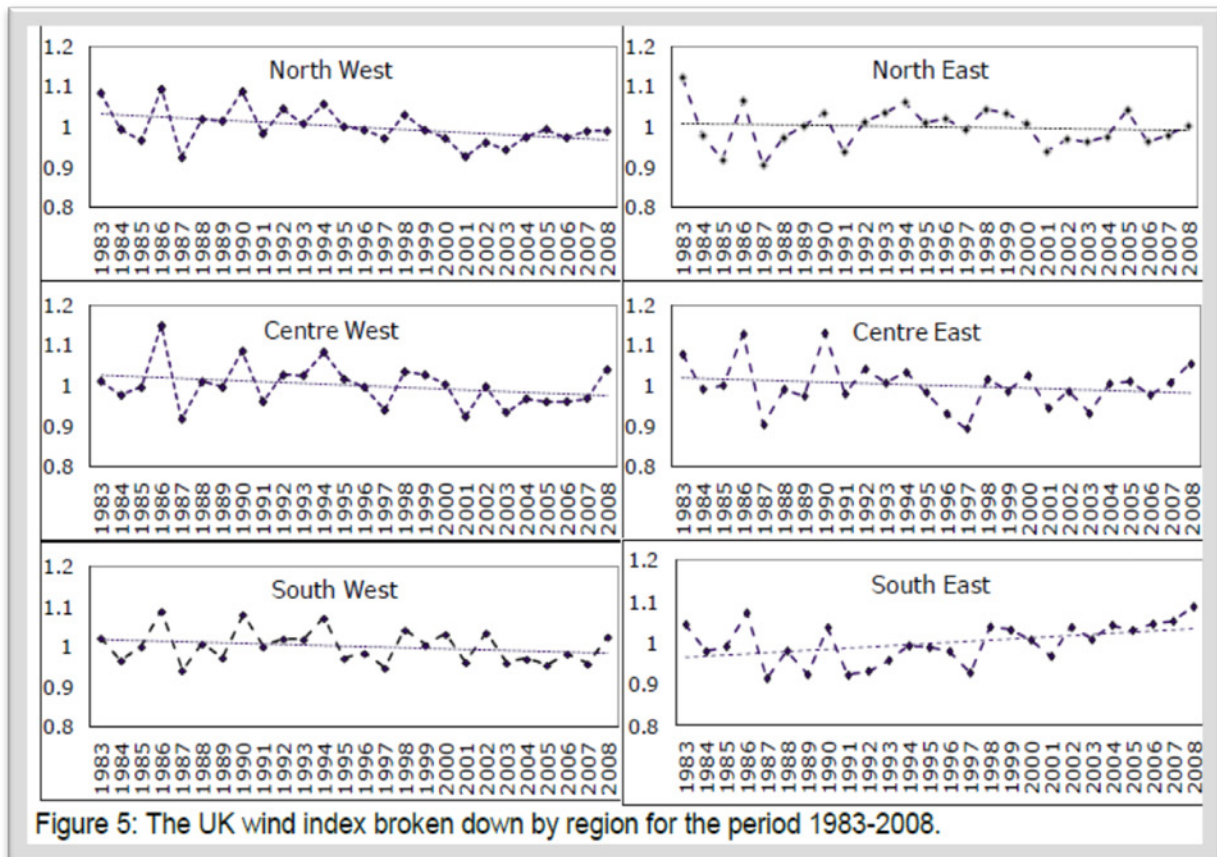 1.2
1.1
1
0.9
0.8
North West
1983 1984 1985 1986 1987 1988 1989 1990 1991 1992 1993 1994 1995 1996 1997 1998 1999 2000 2001 2002 2003 2004 2005 2006 2007 2008
1.2
1.1
1
0.9
0.8
North East
1983 1984 1985 1986 1987 1988 1989 1990 1991 1992 1993 1994 1995 1996 1997 1998 1999 2000 2001 2002 2003 2004 2005 2006 2007 2008
1.2
1.1
1
0.9
0.8
Centre West
1983 1984 1985 1986 1987 1988 1989 1990 1991 1992 1993 1994 1995 1996 1997 1998 1999 2000 2001 2002 2003 2004 2005 2006 2007 2008
1.2
1.1
1
0.9
0.8
Centre East
1983 1984 1985 1986 1987 1988 1989 1990 1991 1992 1993 1994 1995 1996 1997 1998 1999 2000 2001 2002 2003 2004 2005 2006 2007 2008
1.2
1.1
1
0.9
0.8
South West
1983 1984 1985 1986 1987 1988 1989 1990 1991 1992 1993 1994 1995 1996 1997 1998 1999 2000 2001 2002 2003 2004 2005 2006 2007 2008
1.2
1.1
1
0.9
0.8
South East
1983 1984 1985 1986 1987 1988 1989 1990 1991 1992 1993 1994 1995 1996 1997 1998 1999 2000 2001 2002 2003 2004 2005 2006 2007 2008
Figure 5: The UK wind index broken down by region for the period 1983-2008.